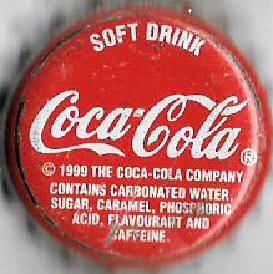 SOFT DRINK
Coca-Cola®
© 1999 THE COCA-COLA COMPANY
CONTAINS CARBONATED WATER,
SUGAR, CARAMEL, PHOSPHORIC
ACID, FLAVOURANT AND
CAFFEINE.